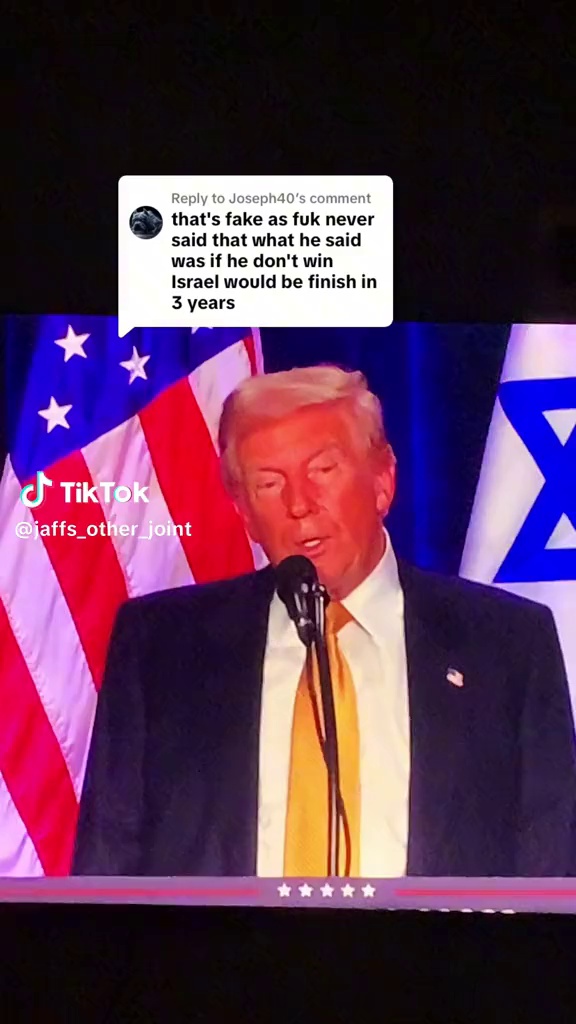 Reply to Joseph40's comment
that's fake as fuk never
said that what he said
was if he don't win
Israel would be finish in
3 years
TikTok
@jaffs_other_joint